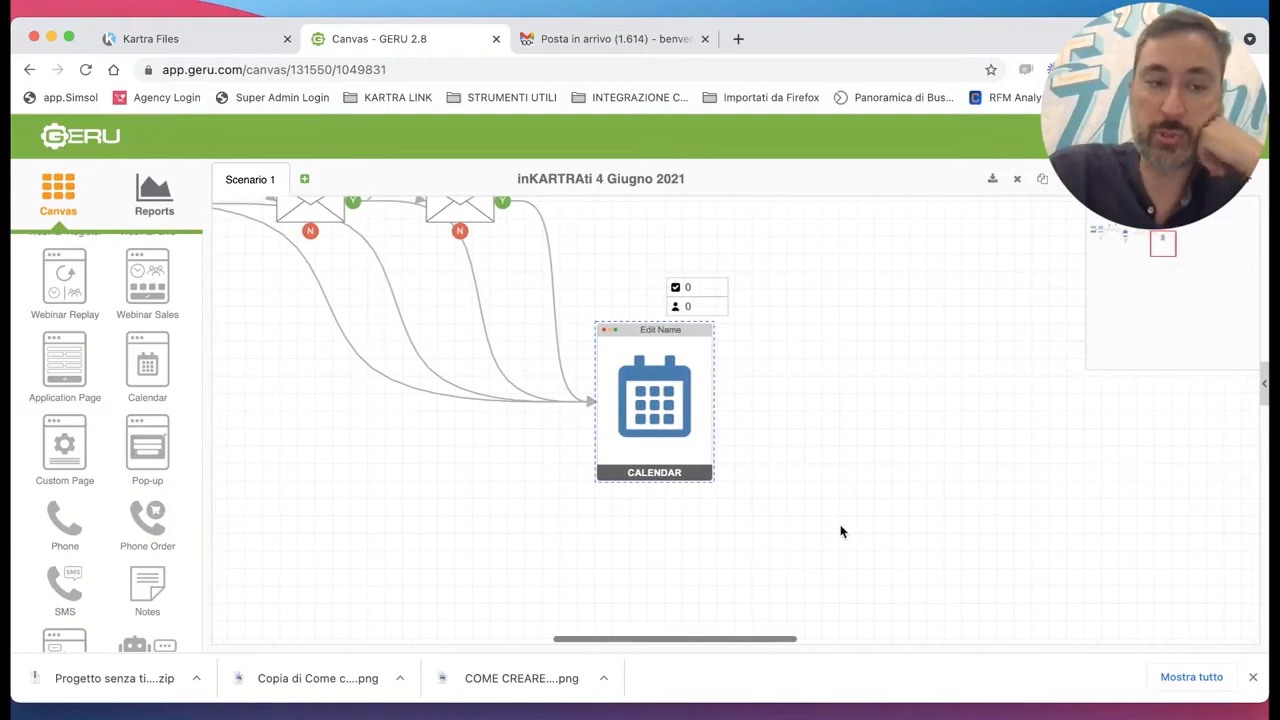 Kartra Files
Canvas - GERU 2.8
Posta in arrivo (1.614) - benve
app.geru.com/canvas/131550/1049831
app.Simsol
Agency Login
Super Admin Login
KARTRA LINK
STRUMENTI UTILI
INTEGRAZIONE C...
Importati da Firefox
Panoramica di Bus...
RFM Analy
GERU
Canvas
Reports
Scenario 1
inKARTRAti 4 Giugno 2021
Webinar Replay
Webinar Sales
Application Page
Calendar
Custom Page
Pop-up
Phone
Phone Order
SMS
SMS
Notes
Y
Y
N
N
0
0
Edit Name
CALENDAR
Progetto senza ti....zip
Copia di Come c....png
COME CREARE....png
Mostra tutto